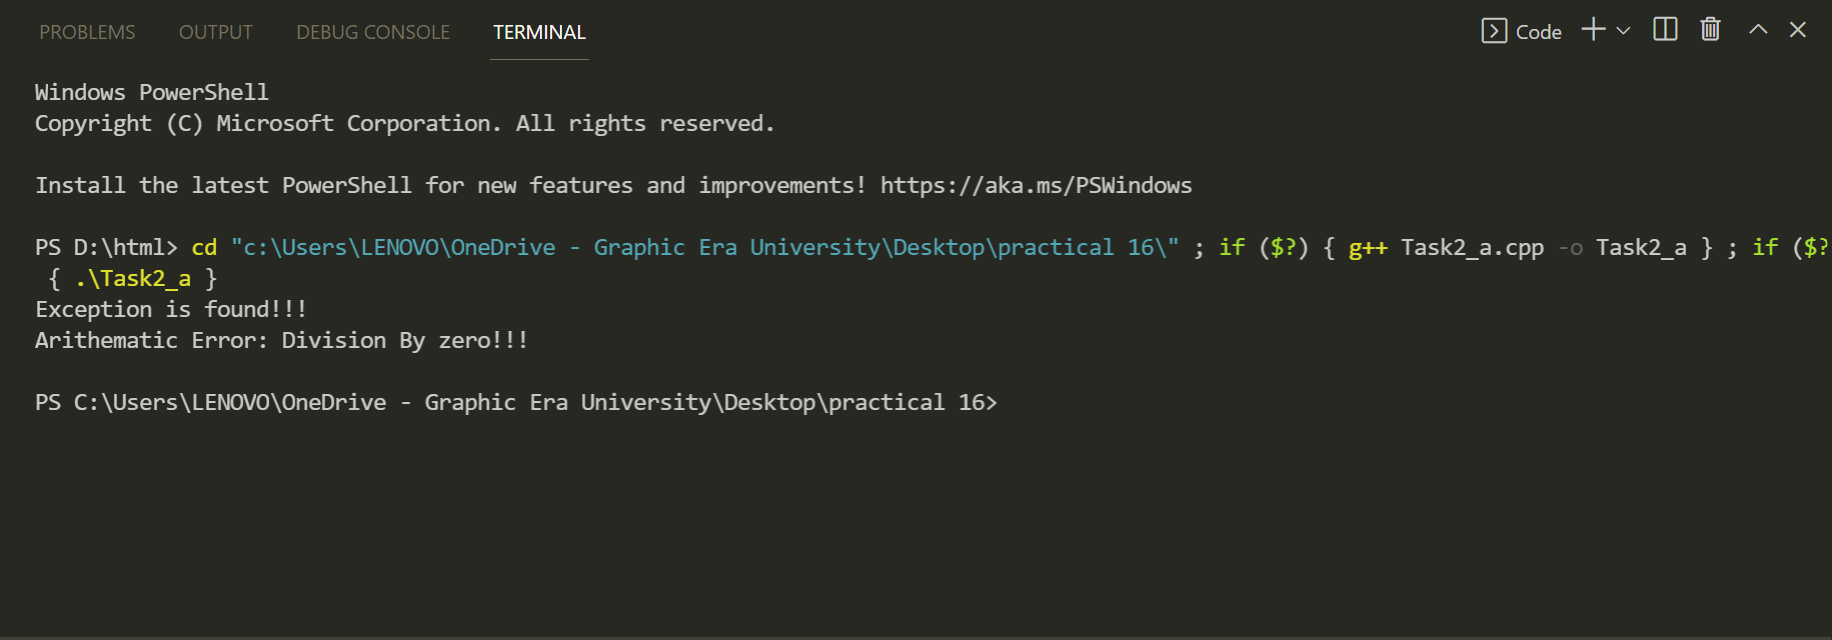 PROBLEMS OUTPUT DEBUG CONSOLE TERMINAL Code
Windows PowerShell
Copyright (C) Microsoft Corporation. All rights reserved.
Install the latest PowerShell for new features and improvements! https://aka.ms/PSWindows
PS D:\html> cd "c:\Users\LENOVO\OneDrive - Graphic Era University\Desktop\practical 16\" ; if ($?) { g++ Task2_a.cpp -o Task2_a } ; if ($?
{ .\Task2_a }
Exception is found!!!
Arithematic Error: Division By zero!!!
PS C:\Users\LENOVO\OneDrive - Graphic Era University\Desktop\practical 16>